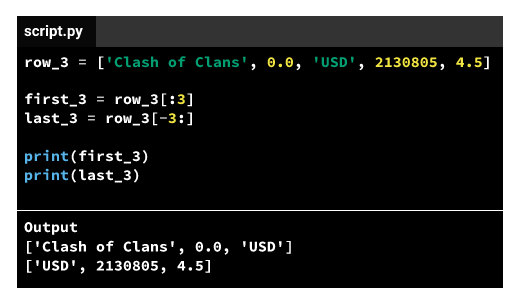 script.py
row_3 = ['Clash of Clans', 0.0, 'USD', 2130805, 4.5]
first_3 = row_3[:3]
last_3 = row_3[-3:]
print(first_3)
print(last_3)
Output
['Clash of Clans', 0.0, 'USD']
['USD', 2130805, 4.5]